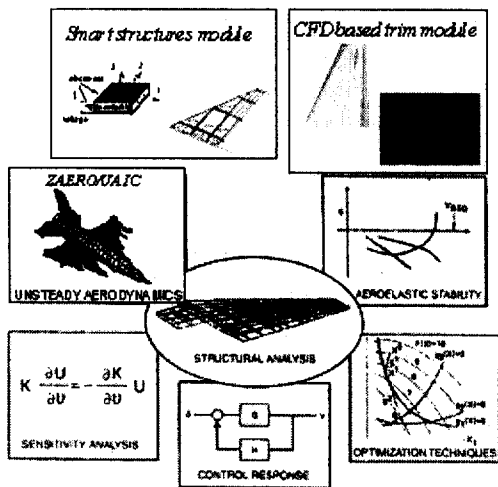 Smart structures module
CFD based trim module
ZAERO/UAIC
UNSTEADY AERODYNAMICS
AEROELASTIC STABILITY
STRUCTURAL ANALYSIS
K ∂U/∂υ = - ∂K/∂υ U
SENSITIVITY ANALYSIS
CONTROL RESPONSE
OPTIMIZATION TECHNIQUES